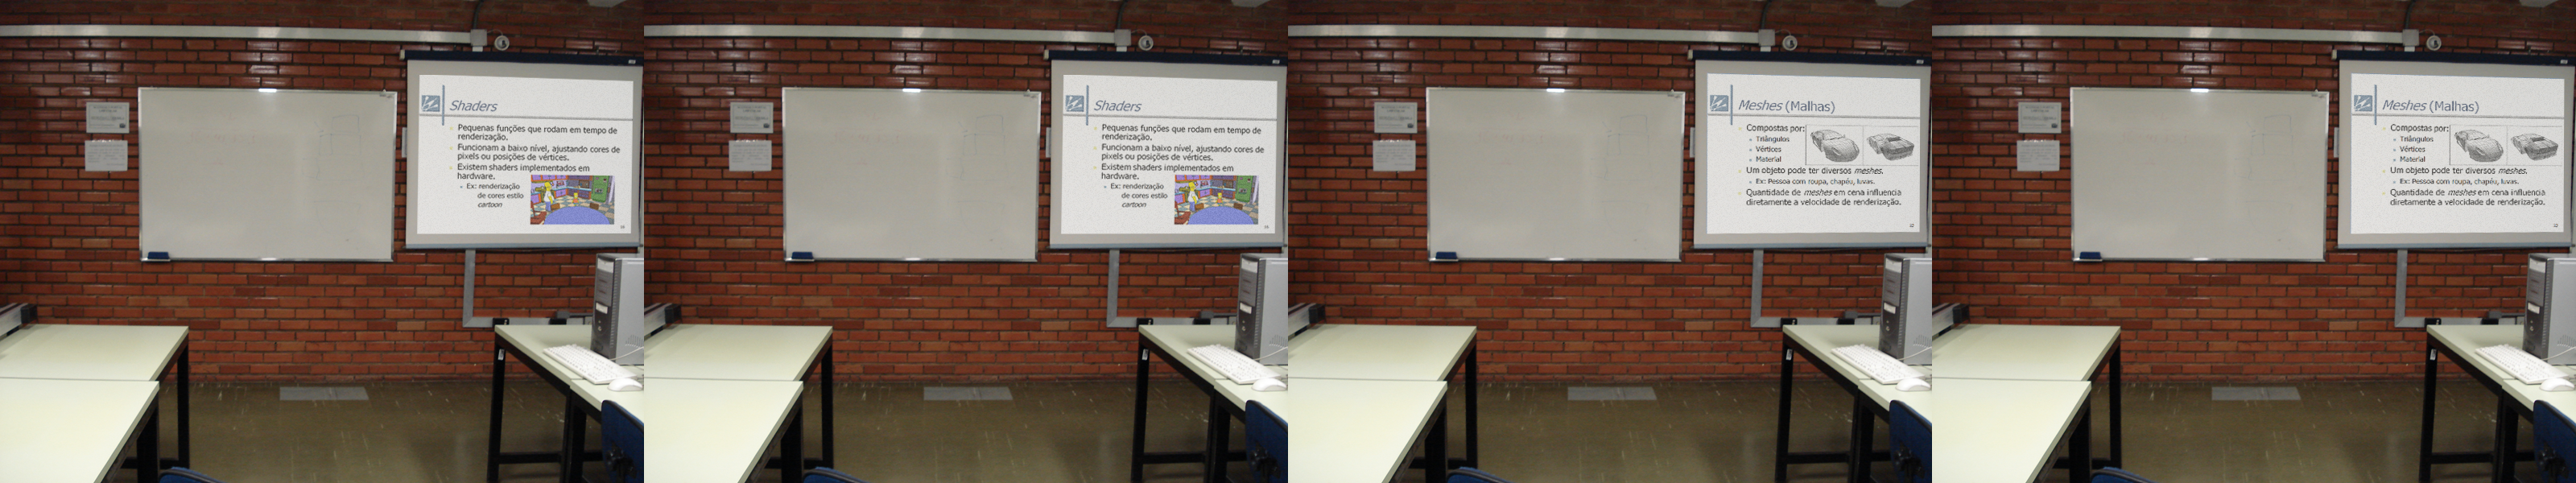 Shaders
Pequenas funções que rodam em tempo de
renderização.
Funcionam a baixo nível, ajustando cores de
pixels ou posições de vértices.
Existem shaders implementados em
hardware.
Ex: renderização
de cores estilo
cartoon
Shaders
Pequenas funções que rodam em tempo de
renderização.
Funcionam a baixo nível, ajustando cores de
pixels ou posições de vértices.
Existem shaders implementados em
hardware.
Ex: renderização
de cores estilo
cartoon
Meshes (Malhas)
Compostas por:
Triângulos
Vértices
Material
Um objeto pode ter diversos meshes.
Ex: Pessoa com roupa, chapéu, luvas.
Quantidade de meshes em cena influencia
diretamente a velocidade de renderização.
Meshes (Malhas)
Compostas por:
Triângulos
Vértices
Material
Um objeto pode ter diversos meshes.
Ex: Pessoa com roupa, chapéu, luvas.
Quantidade de meshes em cena influencia
diretamente a velocidade de renderização.